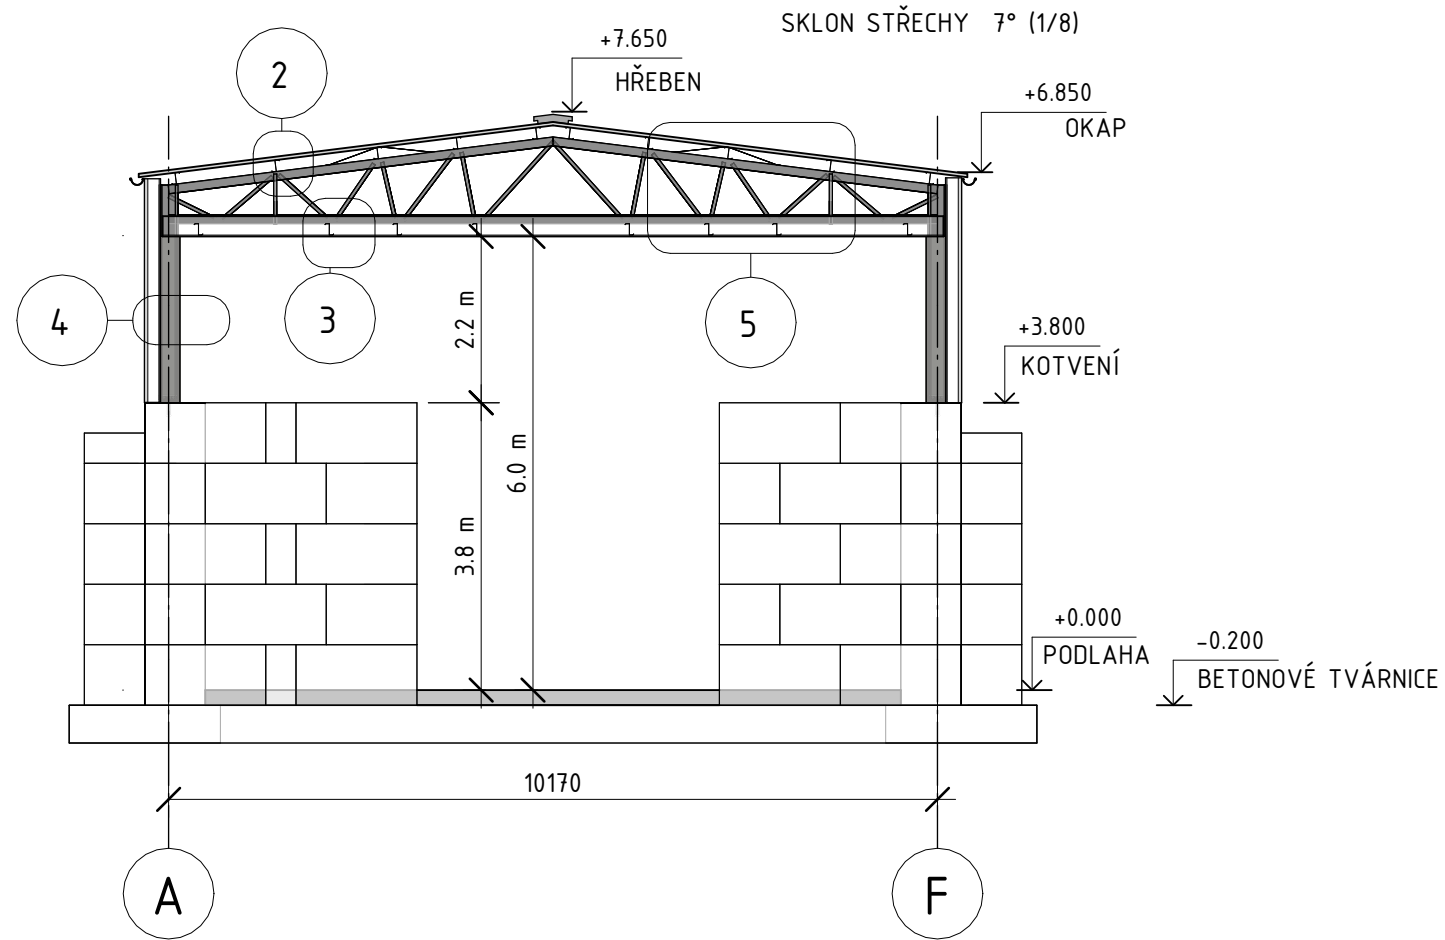 SKLON STŘECHY 7° (1/8)
+7.650
HŘEBEN
2
+6.850
OKAP
4
3
5
2.2 m
+3.800
KOTVENÍ
6.0 m
3.8 m
+0.000
PODLAHA
-0.200
BETONOVÉ TVÁRNICE
10170
A
F